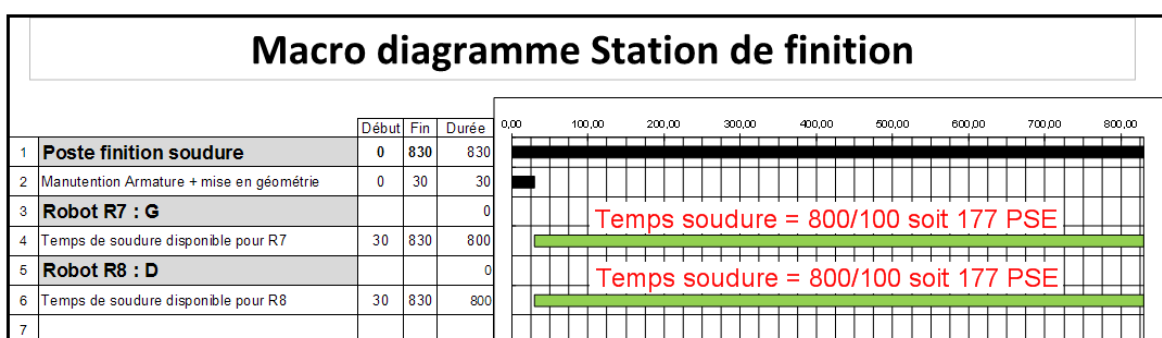 Macro diagramme Station de finition
Début Fin Durée 0,00 100,00 200,00 300,00 400,00 500,00 600,00 700,00 800,00
1 Poste finition soudure 0 830 830
2 Manutention Armature + mise en géométrie 0 30 30
3 Robot R7 : G 0
Temps soudure = 800/100 soit 177 PSE
4 Temps de soudure disponible pour R7 30 830 800
5 Robot R8 : D 0
Temps soudure = 800/100 soit 177 PSE
6 Temps de soudure disponible pour R8 30 830 800
7